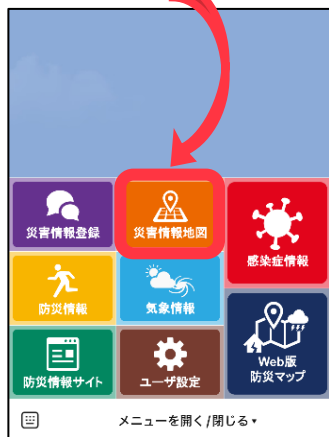 災害情報登録
災害情報地図
感染症情報
防災情報
気象情報
Web版
防災マップ
防災情報サイト
ユーザ設定
メニューを開く/閉じる▾